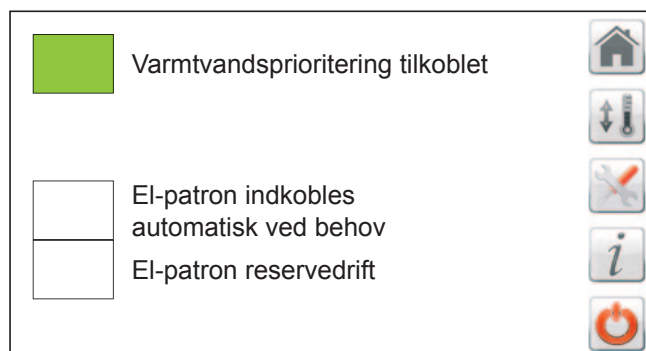 Varmtvandsprioritering tilkoblet
El-patron indkobles
automatisk ved behov
El-patron reservedrift
i